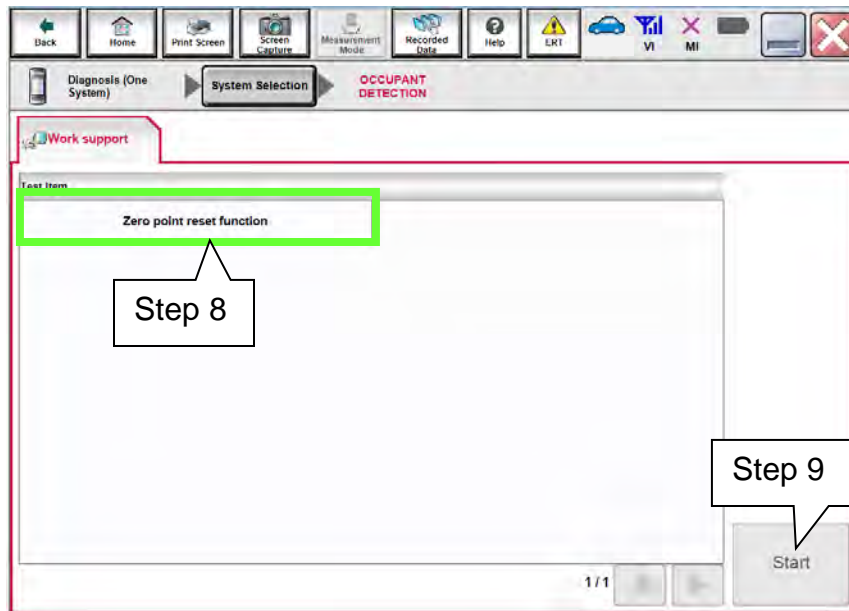 Back
Home
Print Screen
Screen
Capture
Measurement
Mode
Recorded
Data
Help
ERT
VI
MI
Diagnosis (One
System)
System Selection
OCCUPANT
DETECTION
Work support
Test Item
Zero point reset function
Step 8
Step 9
Start
1/1